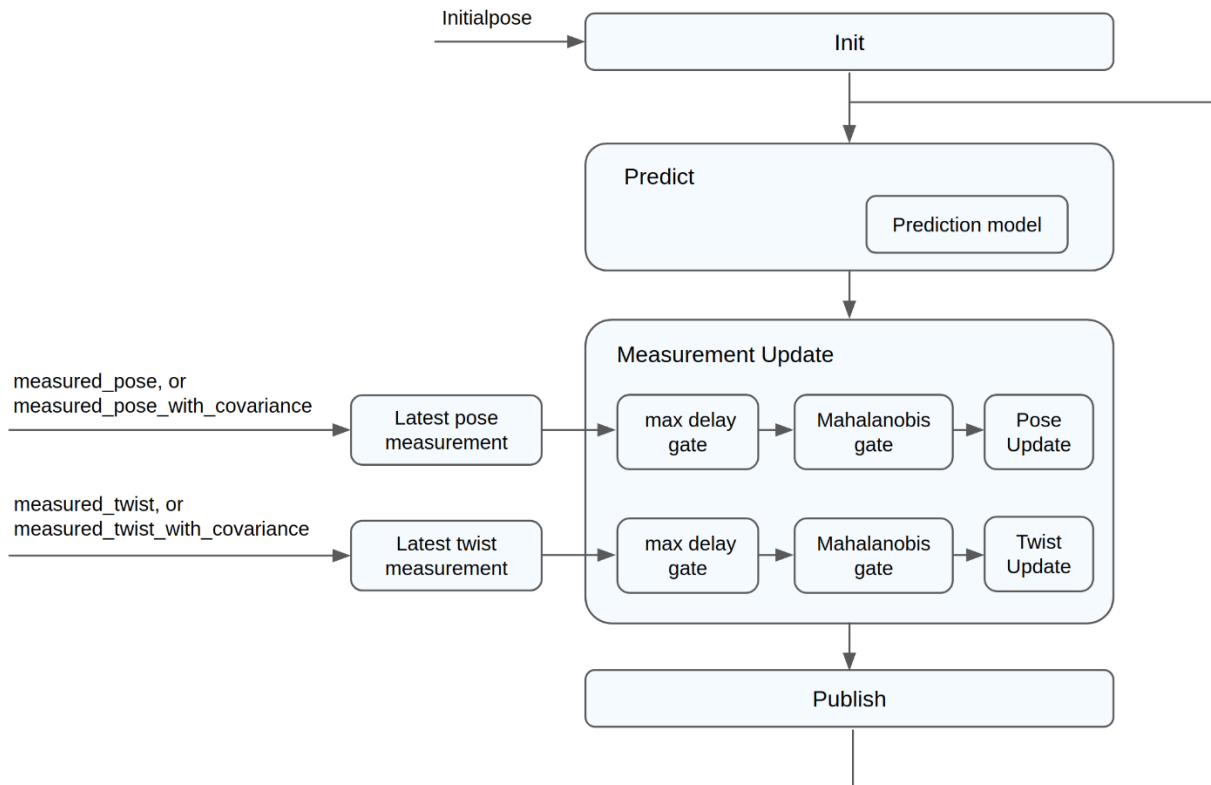 Initialpose
Init
Predict
Prediction model
Measurement Update
measured_pose, or
measured_pose_with_covariance
Latest pose
measurement
max delay
gate
Mahalanobis
gate
Pose
Update
measured_twist, or
measured_twist_with_covariance
Latest twist
measurement
max delay
gate
Mahalanobis
gate
Twist
Update
Publish